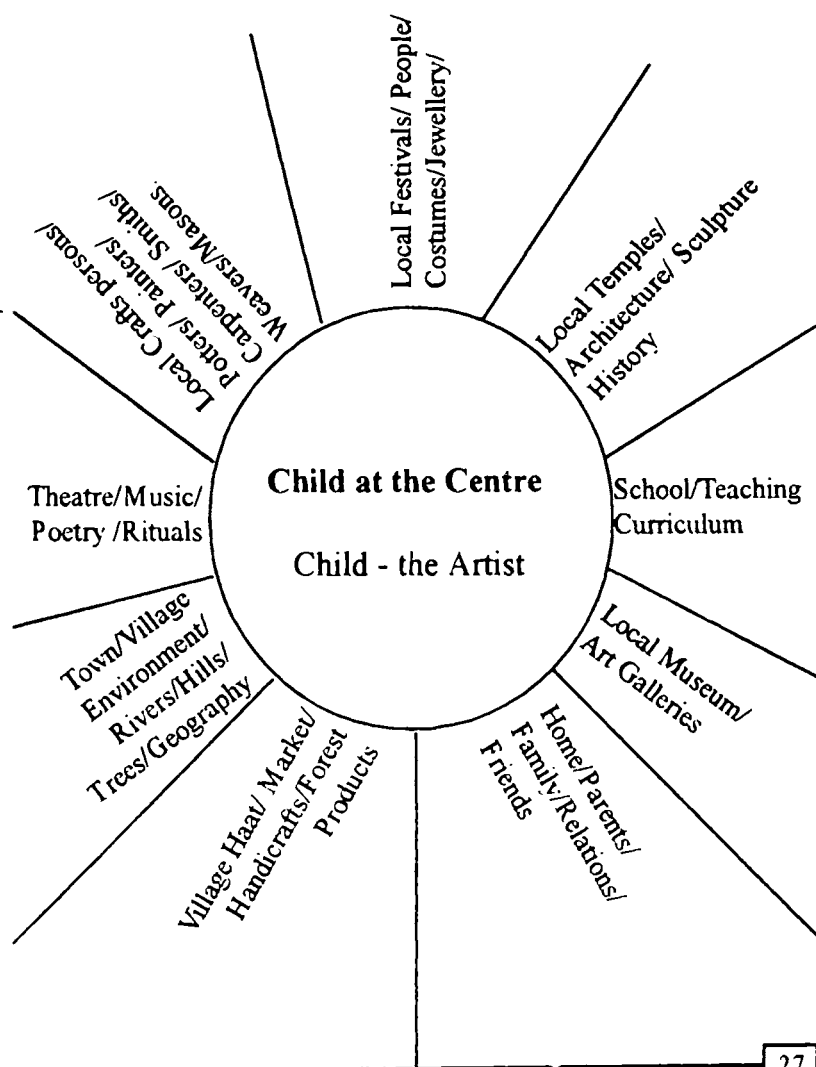 Local Festivals/ People/
Costumes/Jewellery/
Local Temples/
Architecture/ Sculpture
History
School/Teaching
Curriculum
Local Museum/
Art Galleries
Home/Parents/
Family/Relations/
Friends
Village Haat/ Market/
Handicrafts/Forest
Products
Town/Village
Environment/
Rivers/Hills/
Trees/Geography
Theatre/Music/
Poetry /Rituals
Local Crafts persons/
Potters/ Painters/
Carpenters/ Smiths/
Weavers/Masons.
Child at the Centre
Child - the Artist
27